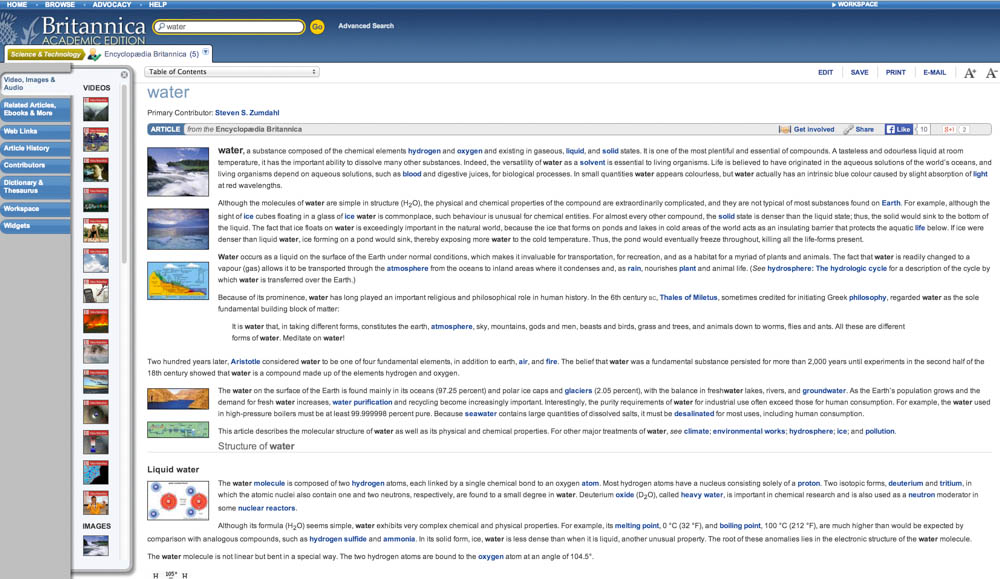 HOME • BROWSE • ADVOCACY • HELP
▶ WORKSPACE
Britannica
ACADEMIC EDITION
water
Go
Advanced Search
Science & Technology
Encyclopædia Britannica (5)
Video, Images & Audio
Related Articles, Ebooks & More
Web Links
Article History
Contributors
Dictionary & Thesaurus
Workspace
Widgets
VIDEOS
IMAGES
Table of Contents
EDIT
SAVE
PRINT
E-MAIL
A+
A-
water
Primary Contributor: Steven S. Zumdahl
ARTICLE from the Encyclopædia Britannica
Get involved
Share
Like
10
+1
2
water, a substance composed of the chemical elements hydrogen and oxygen and existing in gaseous, liquid, and solid states. It is one of the most plentiful and essential of compounds. A tasteless and odourless liquid at room
temperature, it has the important ability to dissolve many other substances. Indeed, the versatility of water as a solvent is essential to living organisms. Life is believed to have originated in the aqueous solutions of the world's oceans, and
living organisms depend on aqueous solutions, such as blood and digestive juices, for biological processes. In small quantities water appears colourless, but water actually has an intrinsic blue colour caused by slight absorption of light
at red wavelengths.
Although the molecules of water are simple in structure (H2O), the physical and chemical properties of the compound are extraordinarily complicated, and they are not typical of most substances found on Earth. For example, although the
sight of ice cubes floating in a glass of ice water is commonplace, such behaviour is unusual for chemical entities. For almost every other compound, the solid state is denser than the liquid state; thus, the solid would sink to the bottom of
the liquid. The fact that ice floats on water is exceedingly important in the natural world, because the ice that forms on ponds and lakes in cold areas of the world acts as an insulating barrier that protects the aquatic life below. If ice were
denser than liquid water, ice forming on a pond would sink, thereby exposing more water to the cold temperature. Thus, the pond would eventually freeze throughout, killing all the life-forms present.
Water occurs as a liquid on the surface of the Earth under normal conditions, which makes it invaluable for transportation, for recreation, and as a habitat for a myriad of plants and animals. The fact that water is readily changed to a
vapour (gas) allows it to be transported through the atmosphere from the oceans to inland areas where it condenses and, as rain, nourishes plant and animal life. (See hydrosphere: The hydrologic cycle for a description of the cycle by
which water is transferred over the Earth.)
Because of its prominence, water has long played an important religious and philosophical role in human history. In the 6th century BC, Thales of Miletus, sometimes credited for initiating Greek philosophy, regarded water as the sole
fundamental building block of matter:
It is water that, in taking different forms, constitutes the earth, atmosphere, sky, mountains, gods and men, beasts and birds, grass and trees, and animals down to worms, flies and ants. All these are different
forms of water. Meditate on water!
Two hundred years later, Aristotle considered water to be one of four fundamental elements, in addition to earth, air, and fire. The belief that water was a fundamental substance persisted for more than 2,000 years until experiments in the second half of the
18th century showed that water is a compound made up of the elements hydrogen and oxygen.
The water on the surface of the Earth is found mainly in its oceans (97.25 percent) and polar ice caps and glaciers (2.05 percent), with the balance in freshwater lakes, rivers, and groundwater. As the Earth's population grows and the
demand for fresh water increases, water purification and recycling become increasingly important. Interestingly, the purity requirements of water for industrial use often exceed those for human consumption. For example, the water used
in high-pressure boilers must be at least 99.999998 percent pure. Because seawater contains large quantities of dissolved salts, it must be desalinated for most uses, including human consumption.
This article describes the molecular structure of water as well as its physical and chemical properties. For other major treatments of water, see climate; environmental works; hydrosphere; ice; and pollution.
Structure of water
Liquid water
The water molecule is composed of two hydrogen atoms, each linked by a single chemical bond to an oxygen atom. Most hydrogen atoms have a nucleus consisting solely of a proton. Two isotopic forms, deuterium and tritium, in
which the atomic nuclei also contain one and two neutrons, respectively, are found to a small degree in water. Deuterium oxide (D2O), called heavy water, is important in chemical research and is also used as a neutron moderator in
some nuclear reactors.
Although its formula (H2O) seems simple, water exhibits very complex chemical and physical properties. For example, its melting point, 0 °C (32 °F), and boiling point, 100 °C (212 °F), are much higher than would be expected by
comparison with analogous compounds, such as hydrogen sulfide and ammonia. In its solid form, ice, water is less dense than when it is liquid, another unusual property. The root of these anomalies lies in the electronic structure of the water molecule.
The water molecule is not linear but bent in a special way. The two hydrogen atoms are bound to the oxygen atom at an angle of 104.5°.
H 105° H